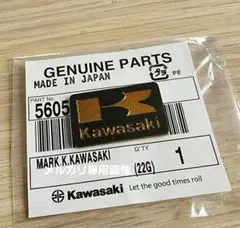 GENUINE PARTS
MADE IN JAPAN
PE
PART NO.
5605
K
Kawasaki
MARK.K.KAWASAKI
Q'TY
メルカリ専用画像
(22G)
1
Kawasaki
Let the good times roll